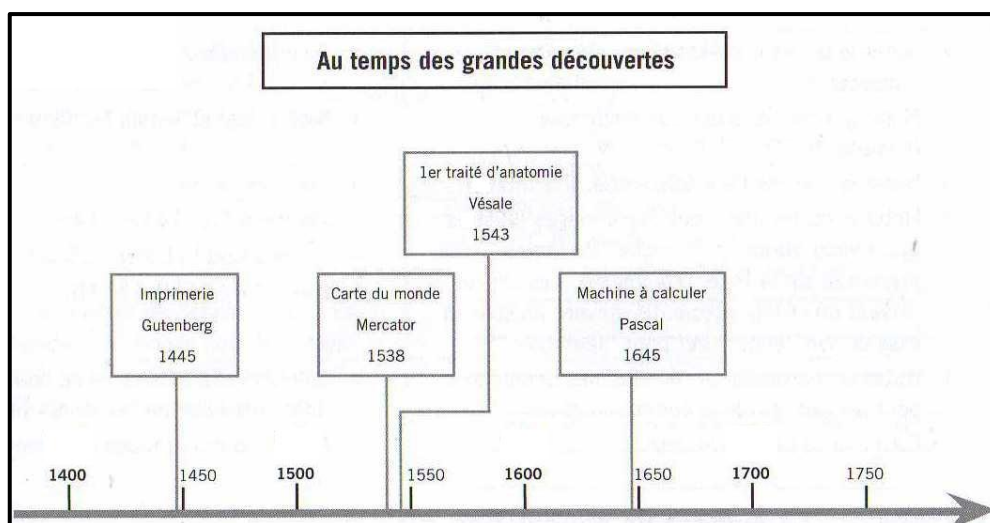 Au temps des grandes découvertes
1er traité d'anatomie
Vésale
1543
Imprimerie
Gutenberg
1445
Carte du monde
Mercator
1538
Machine à calculer
Pascal
1645
1400
1450
1500
1550
1600
1650
1700
1750